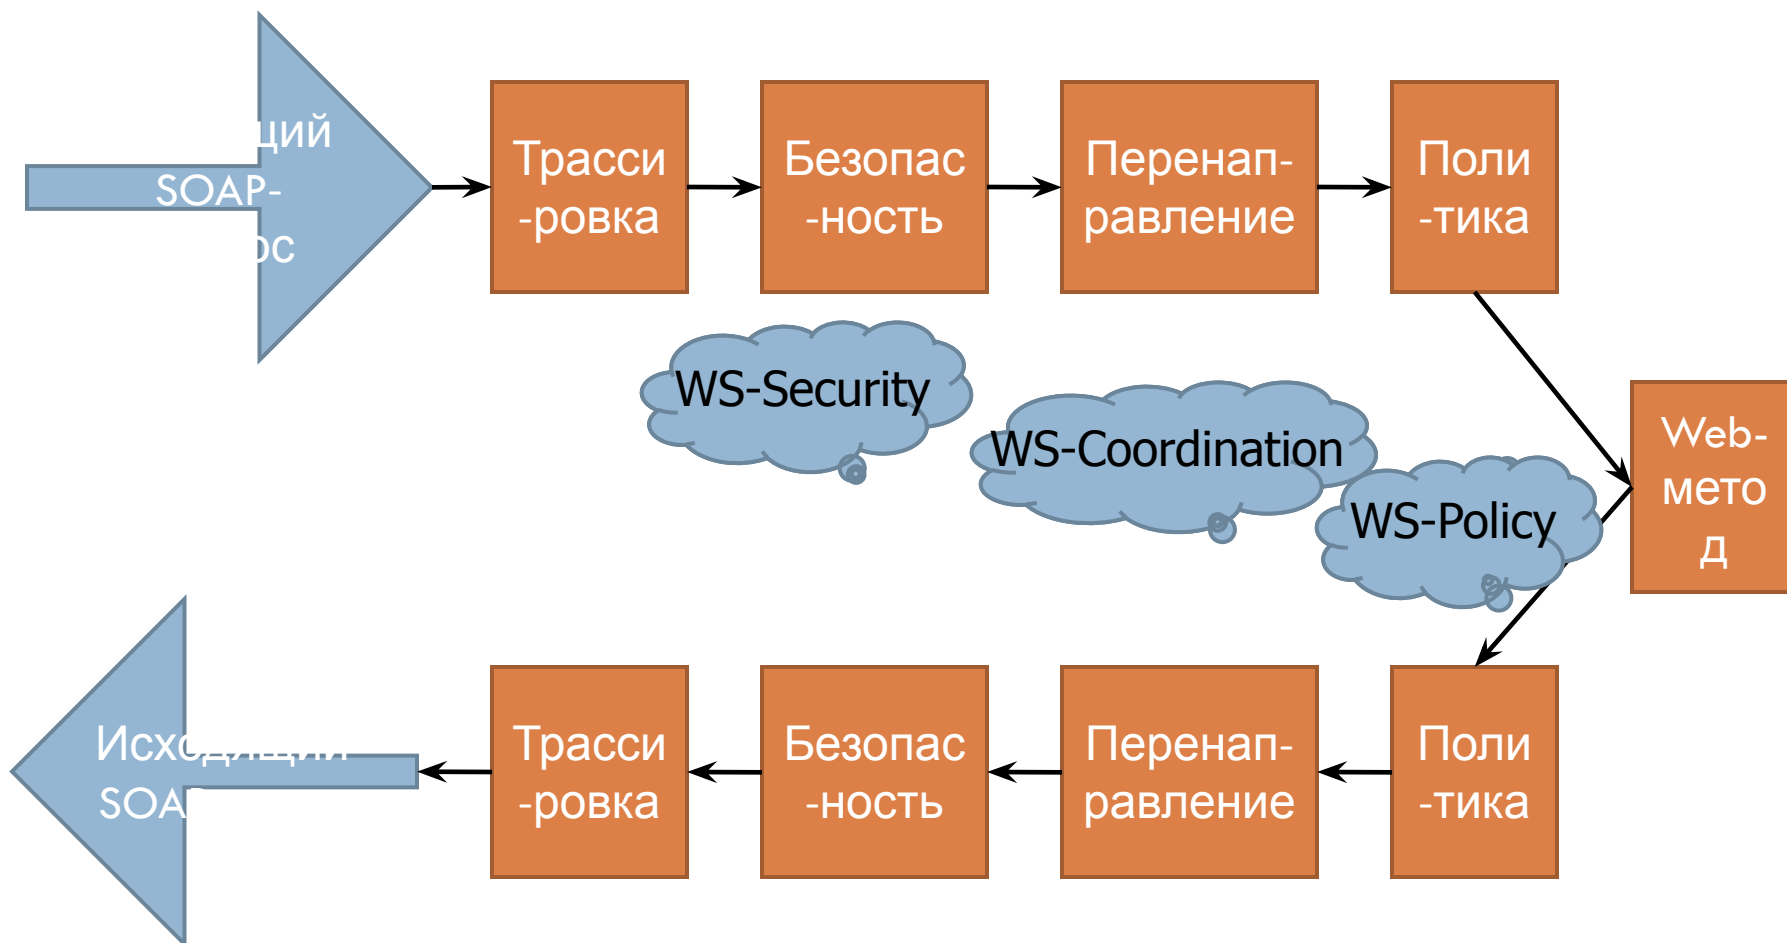 щий
SOAP-
ос
Трасси
-ровка
Безопас
-ность
Перенап-
равление
Поли
-тика
WS-Security
WS-Coordination
WS-Policy
Web-
мето
д
Исходящий
SOA
Трасси
-ровка
Безопас
-ность
Перенап-
равление
Поли
-тика